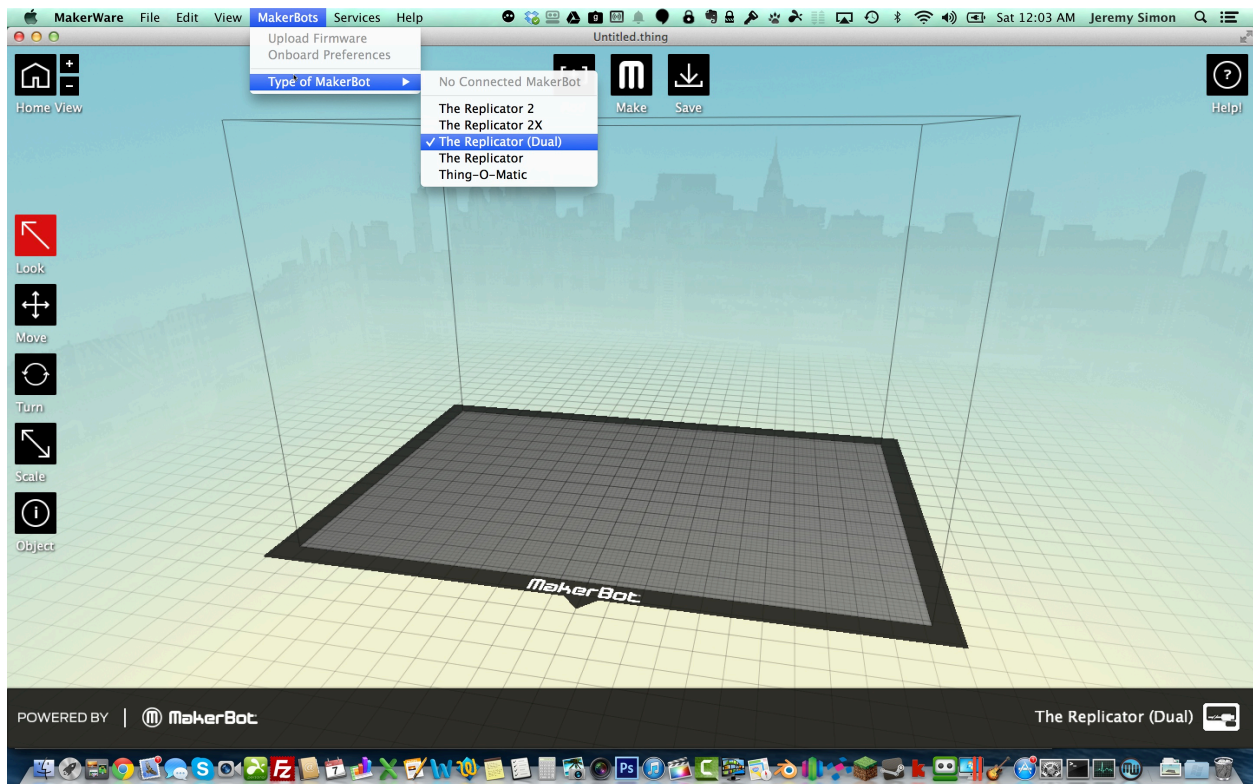 MakerWare File Edit View MakerBots Services Help Sat 12:03 AM Jeremy Simon
Untitled.thing
Upload Firmware
Onboard Preferences
Type of MakerBot
No Connected MakerBot
The Replicator 2
The Replicator 2X
✓ The Replicator (Dual)
The Replicator
Thing-O-Matic
+
-
Home View
Make
Save
?
Help!
Look
Move
Turn
Scale
i
Object
MakerBot
POWERED BY | MakerBot
The Replicator (Dual)